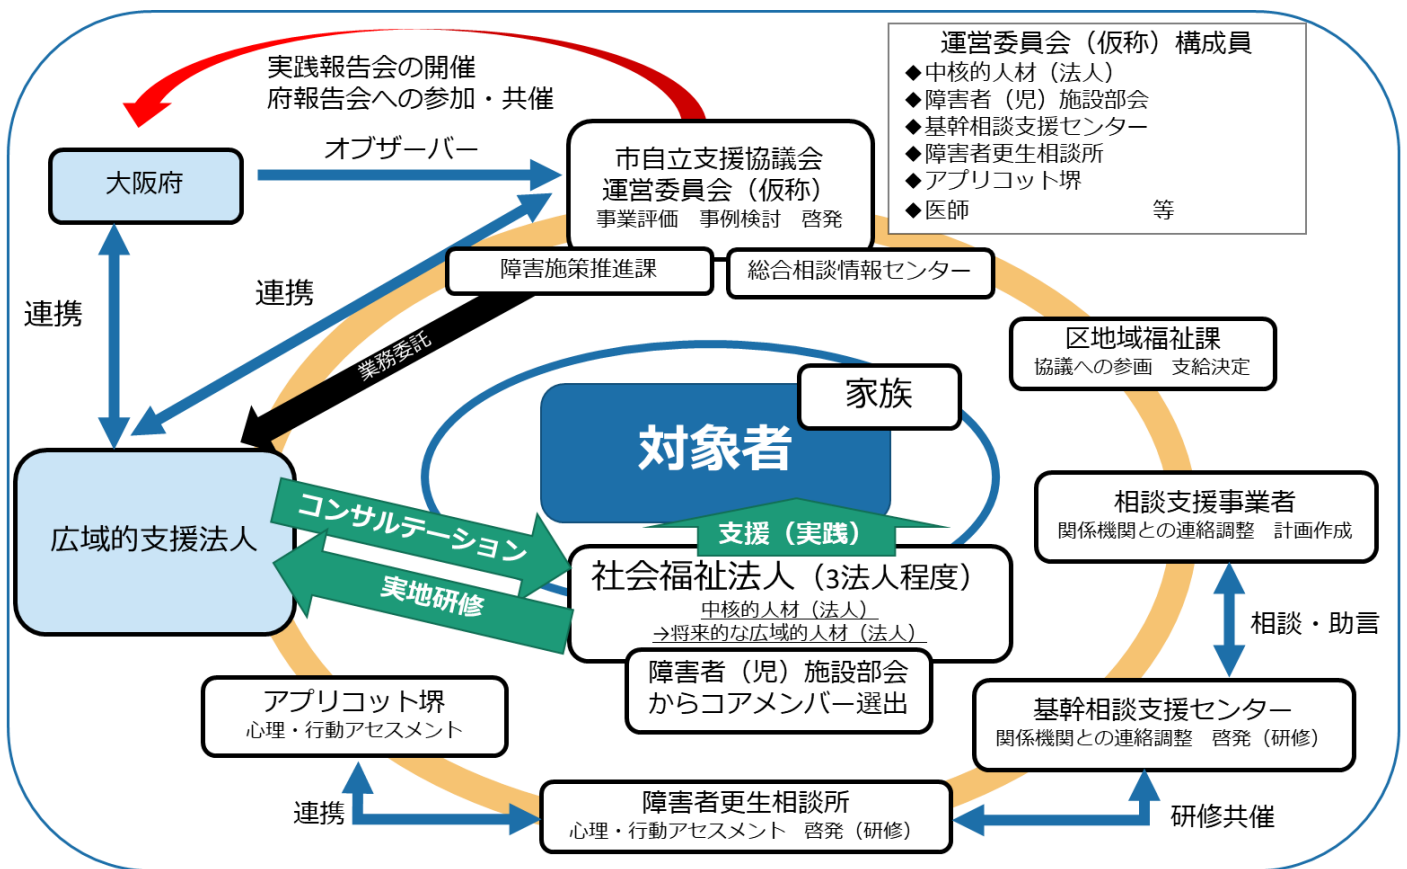 実践報告会の開催
府報告会への参加・共催
運営委員会（仮称）構成員
◆中核的人材（法人）
◆障害者（児）施設部会
◆基幹相談支援センター
◆障害者更生相談所
◆アプリコット堺
◆医師　　　　　　　　　等
大阪府
オブザーバー
市自立支援協議会
運営委員会（仮称）
事業評価　事例検討　啓発
障害施策推進課
総合相談情報センター
連携
連携
業務委託
区地域福祉課
協議への参画　支給決定
家族
対象者
広域的支援法人
コンサルテーション
実地研修
支援（実践）
社会福祉法人（3法人程度）
中核的人材（法人）
→将来的な広域的人材（法人）
障害者（児）施設部会
からコアメンバー選出
相談支援事業者
関係機関との連絡調整　計画作成
相談・助言
アプリコット堺
心理・行動アセスメント
基幹相談支援センター
関係機関との連絡調整　啓発（研修）
連携
障害者更生相談所
心理・行動アセスメント　啓発（研修）
研修共催